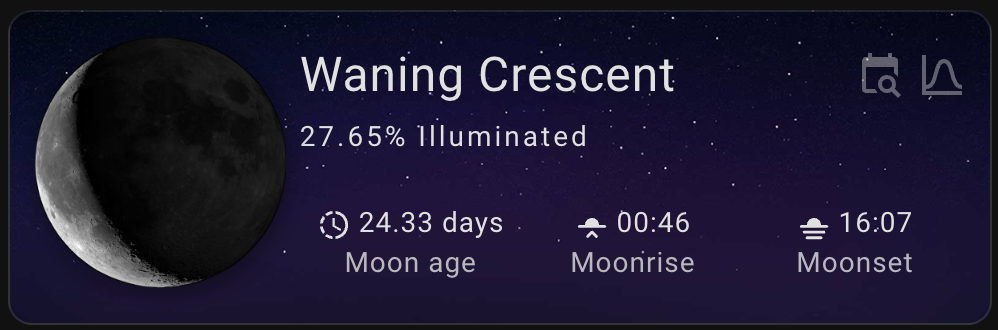 Waning Crescent
27.65% Illuminated
24.33 days 00:46 16:07
Moon age Moonrise Moonset